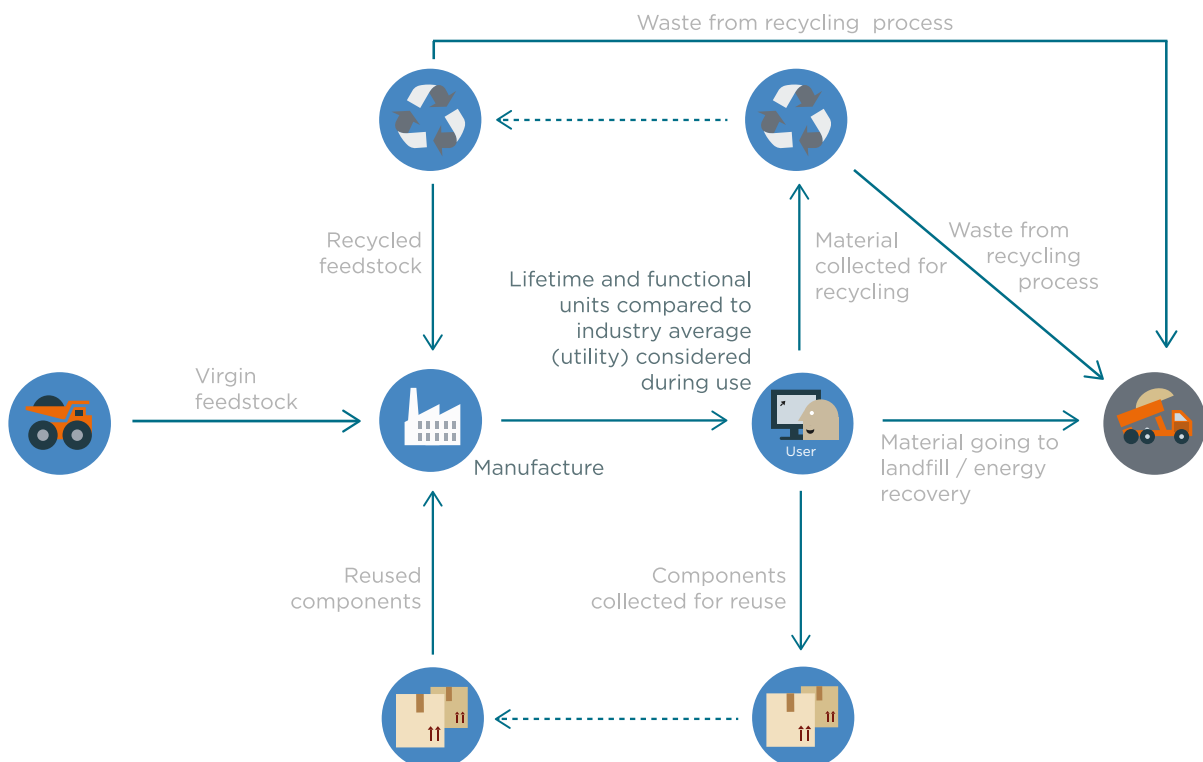 Waste from recycling process
Recycled
feedstock
Material
collected for
recycling
Waste from
recycling
process
Lifetime and functional
units compared to
industry average
(utility) considered
during use
Virgin
feedstock
Manufacture
User
Material going to
landfill / energy
recovery
Reused
components
Components
collected for reuse